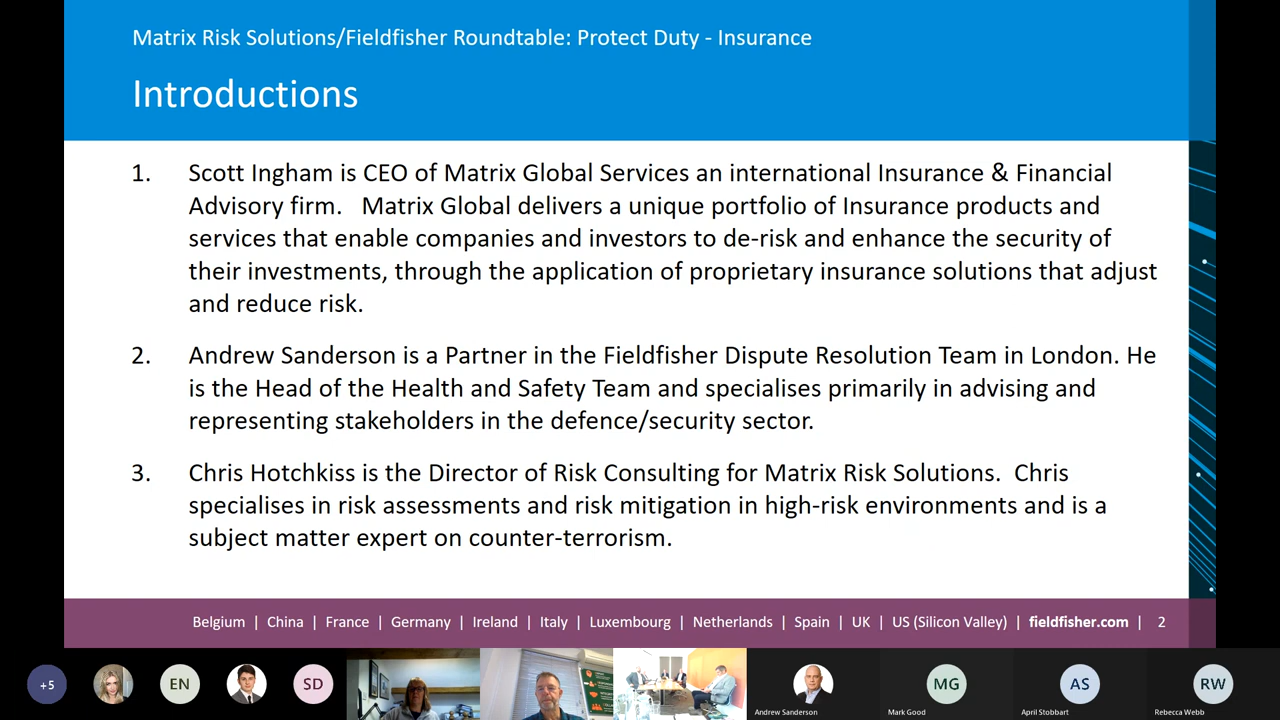 Matrix Risk Solutions/Fieldfisher Roundtable: Protect Duty - Insurance
Introductions
1. Scott Ingham is CEO of Matrix Global Services an international Insurance & Financial
Advisory firm. Matrix Global delivers a unique portfolio of Insurance products and
services that enable companies and investors to de-risk and enhance the security of
their investments, through the application of proprietary insurance solutions that adjust
and reduce risk.
2. Andrew Sanderson is a Partner in the Fieldfisher Dispute Resolution Team in London. He
is the Head of the Health and Safety Team and specialises primarily in advising and
representing stakeholders in the defence/security sector.
3. Chris Hotchkiss is the Director of Risk Consulting for Matrix Risk Solutions. Chris
specialises in risk assessments and risk mitigation in high-risk environments and is a
subject matter expert on counter-terrorism.
Belgium | China | France | Germany | Ireland | Italy | Luxembourg | Netherlands | Spain | UK | US (Silicon Valley) | fieldfisher.com | 2
+5 EN SD MG AS RW
Andrew Sanderson Mark Good April Stobbart Rebecca Webb